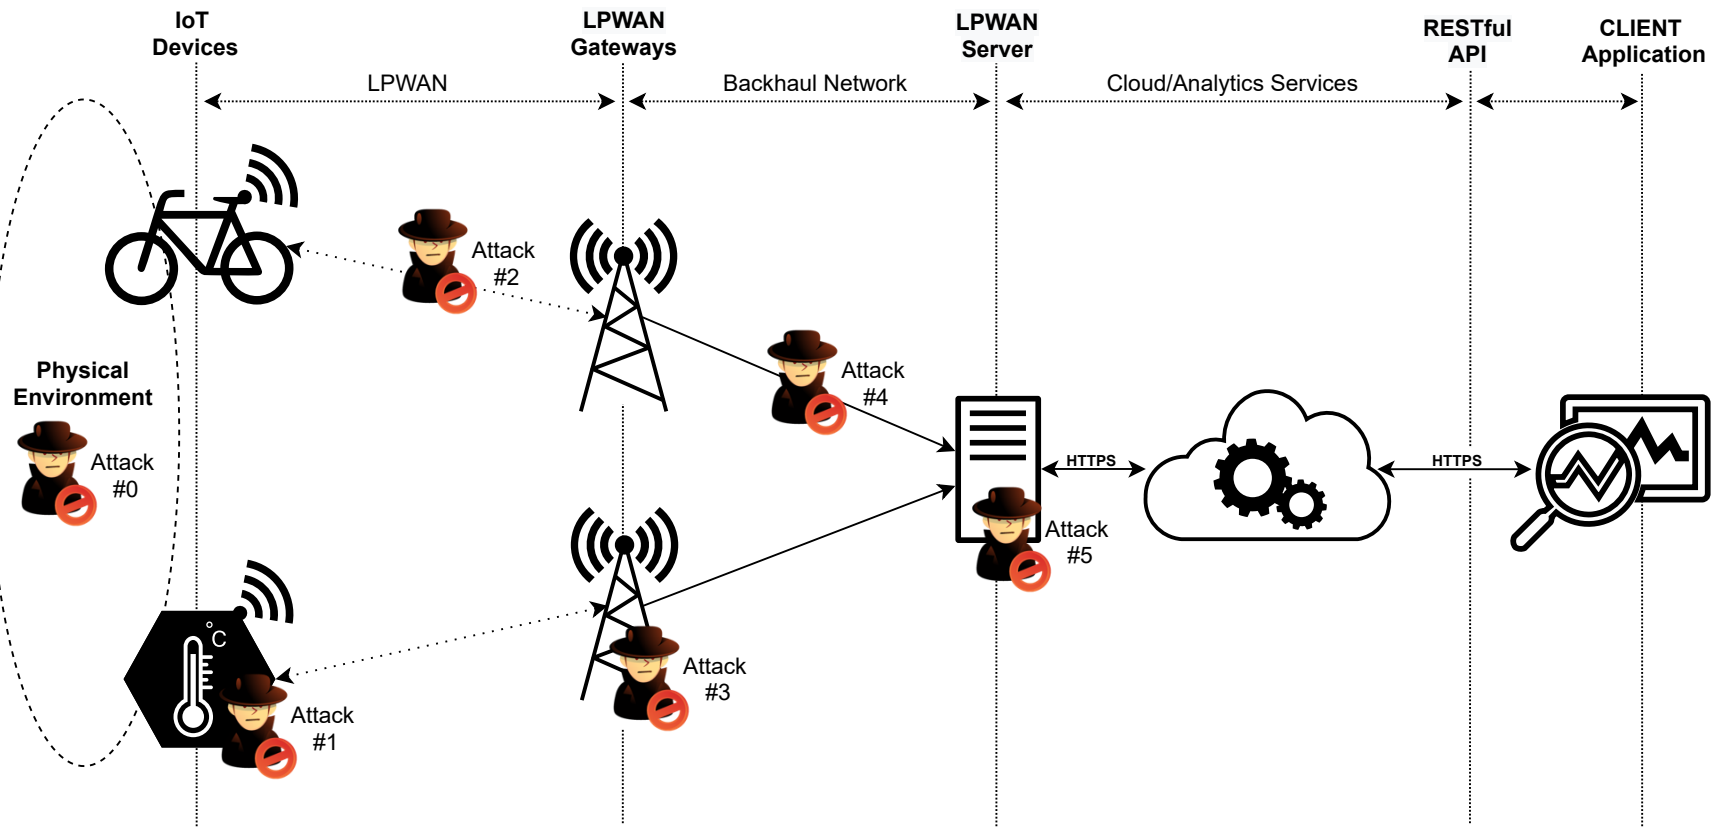 IoT
Devices
LPWAN
Gateways
LPWAN
Server
RESTful
API
CLIENT
Application
LPWAN
Backhaul Network
Cloud/Analytics Services
Attack
#2
Physical
Environment
Attack
#0
Attack
#4
HTTPS
HTTPS
Attack
#5
°C
Attack
#3
Attack
#1